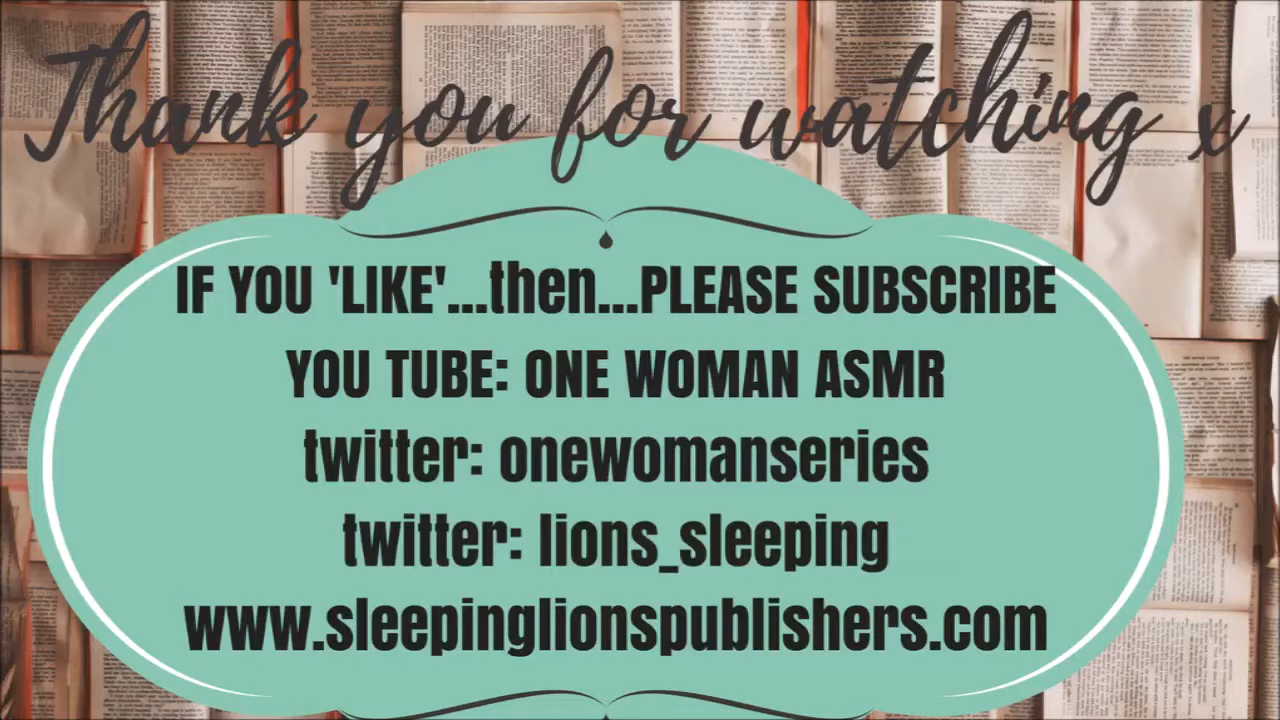 Thank you for watching x
IF YOU 'LIKE'...then...PLEASE SUBSCRIBE
YOU TUBE: ONE WOMAN ASMR
twitter: onewomanseries
twitter: lions_sleeping
www.sleepinglionspublishers.com